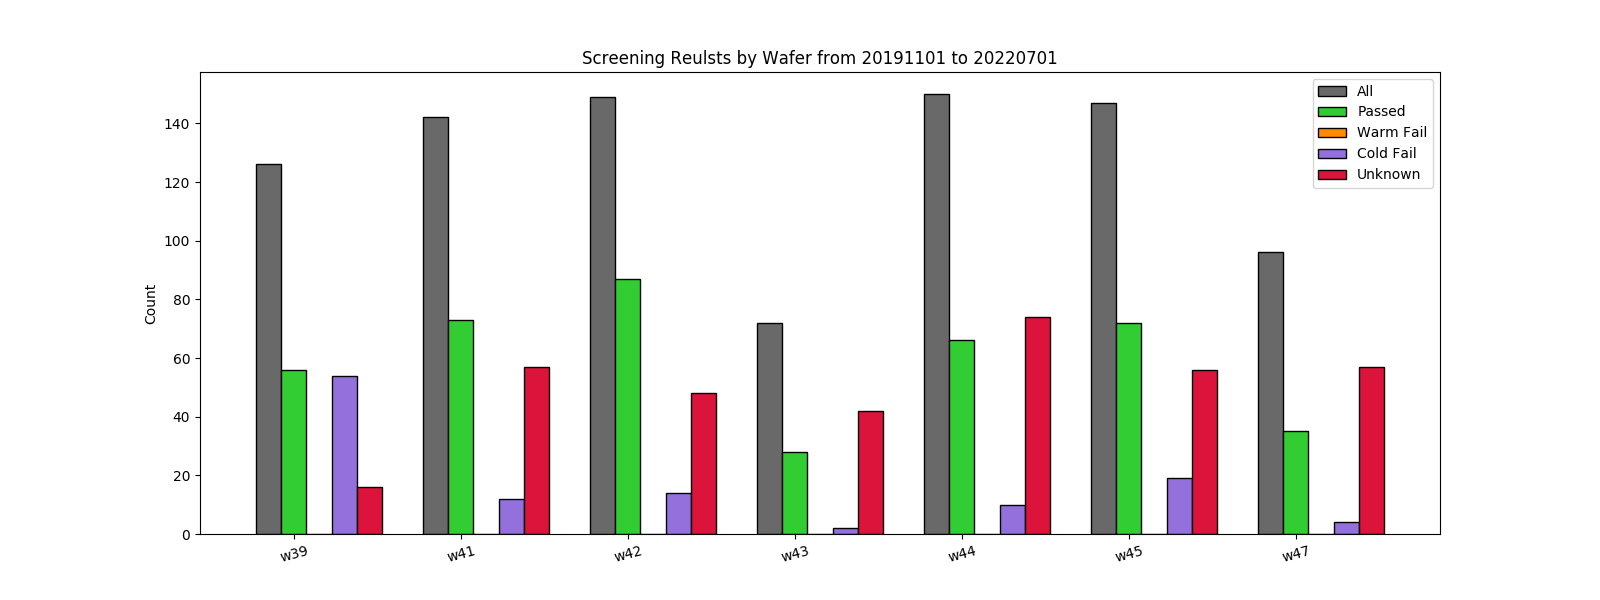 Screening Reulsts by Wafer from 20191101 to 20220701
All
Passed
Warm Fail
Cold Fail
Unknown
Count
140
120
100
80
60
40
20
0
w39
w41
w42
w43
w44
w45
w47